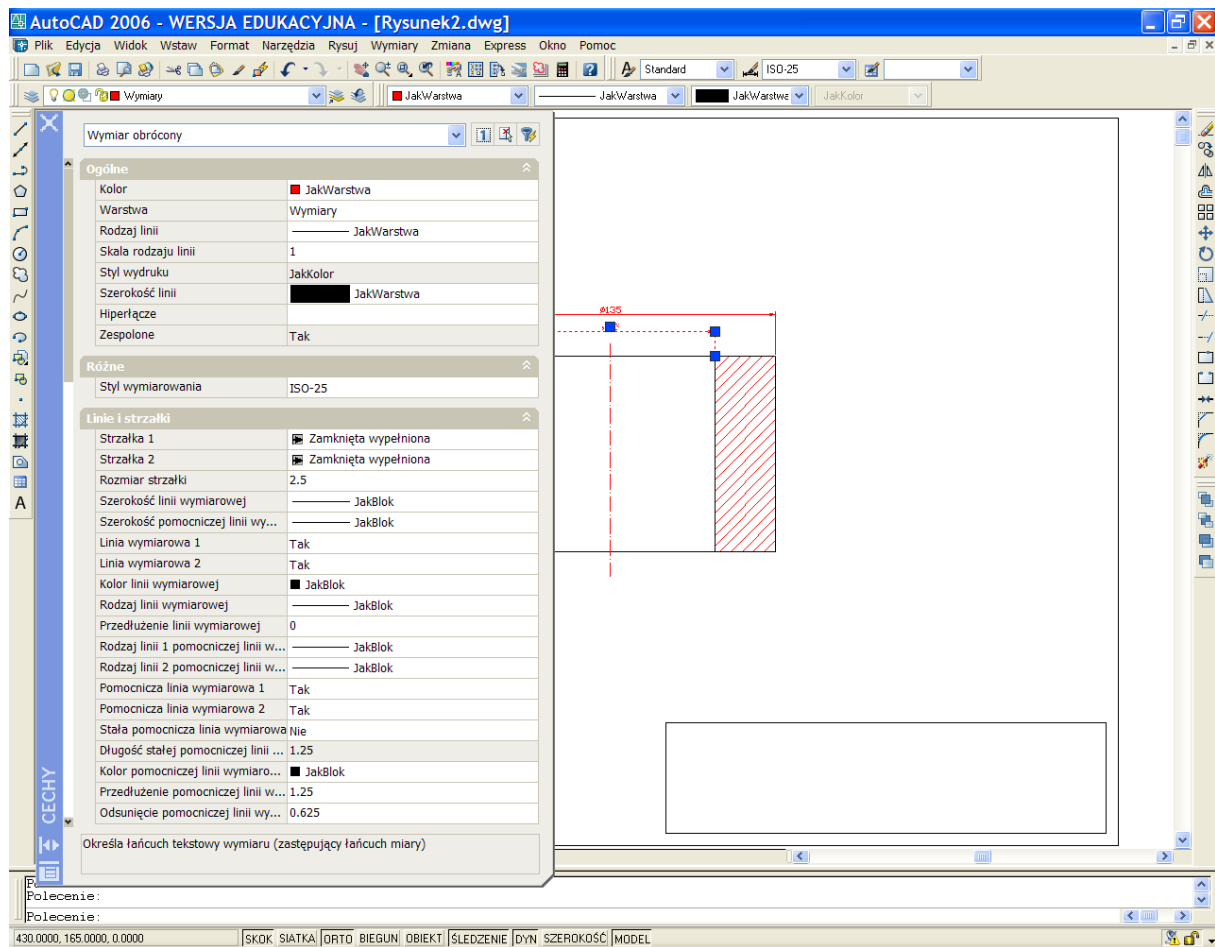 AutoCAD 2006 - WERSJA EDUKACYJNA - [Rysunek2.dwg]
Plik Edycja Widok Wstaw Format Narzędzia Rysuj Wymiary Zmiana Express Okno Pomoc
Standard ISO-25
Wymiary JakWarstwa JakWarstwa JakWarstwa JakKolor
Wymiar obrócony
Ogólne
Kolor JakWarstwa
Warstwa Wymiary
Rodzaj linii JakWarstwa
Skala rodzaju linii 1
Styl wydruku JakKolor
Szerokość linii JakWarstwa
Hiperłącze
Zespolone Tak
Różne
Styl wymiarowania ISO-25
Linie i strzałki
Strzałka 1 Zamknięta wypełniona
Strzałka 2 Zamknięta wypełniona
Rozmiar strzałki 2.5
Szerokość linii wymiarowej JakBlok
Szerokość pomocniczej linii wy... JakBlok
Linia wymiarowa 1 Tak
Linia wymiarowa 2 Tak
Kolor linii wymiarowej JakBlok
Rodzaj linii wymiarowej JakBlok
Przedłużenie linii wymiarowej 0
Rodzaj linii 1 pomocniczej linii w... JakBlok
Rodzaj linii 2 pomocniczej linii w... JakBlok
Pomocnicza linia wymiarowa 1 Tak
Pomocnicza linia wymiarowa 2 Tak
Stała pomocnicza linia wymiarowa Nie
Długość stałej pomocniczej linii ... 1.25
Kolor pomocniczej linii wymiaro... JakBlok
Przedłużenie pomocniczej linii w... 1.25
Odsunięcie pomocniczej linii wy... 0.625
Określa łańcuch tekstowy wymiaru (zastępujący łańcuch miary)
CECHY
ø135
Polecenie:
Polecenie:
430.0000, 165.0000, 0.0000 SKOK SIATKA ORTO BIEGUN OBIEKT ŚLEDZENIE DYN SZEROKOŚĆ MODEL